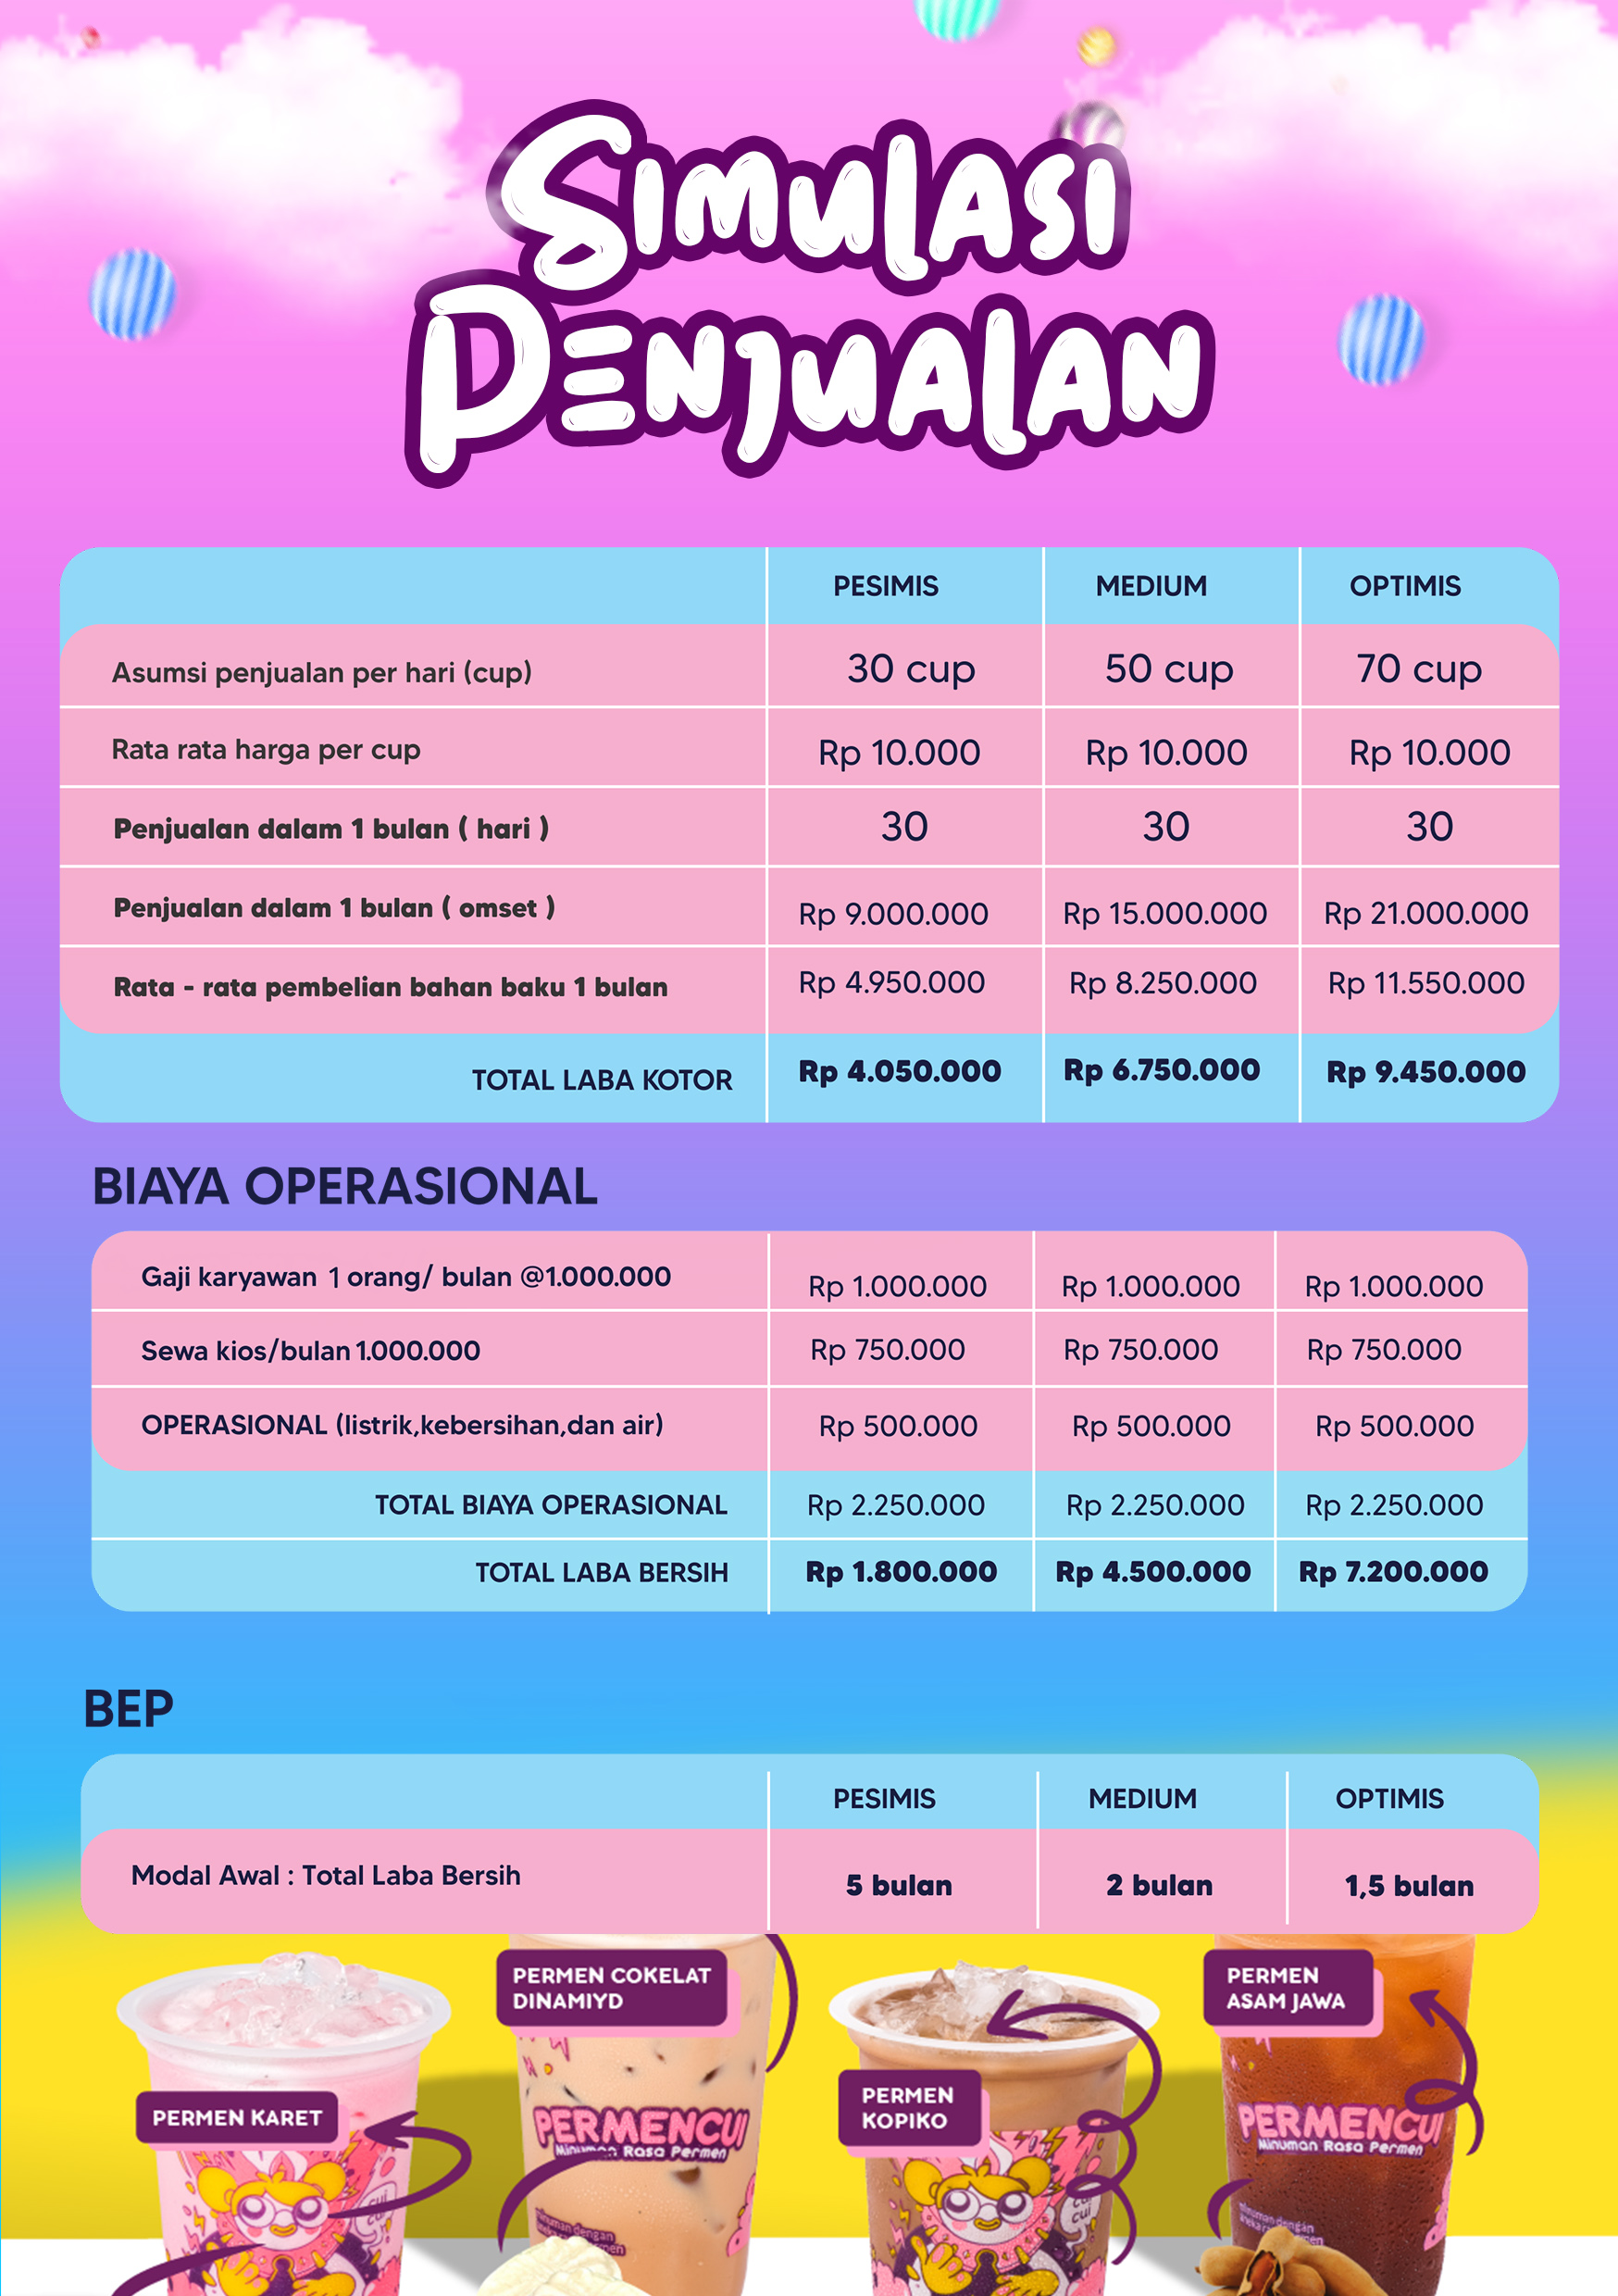 SIMULASI
PENJUALAN
PESIMIS MEDIUM OPTIMIS
Asumsi penjualan per hari (cup) 30 cup 50 cup 70 cup
Rata rata harga per cup Rp 10.000 Rp 10.000 Rp 10.000
Penjualan dalam 1 bulan ( hari ) 30 30 30
Penjualan dalam 1 bulan ( omset ) Rp 9.000.000 Rp 15.000.000 Rp 21.000.000
Rata - rata pembelian bahan baku 1 bulan Rp 4.950.000 Rp 8.250.000 Rp 11.550.000
TOTAL LABA KOTOR Rp 4.050.000 Rp 6.750.000 Rp 9.450.000
BIAYA OPERASIONAL
Gaji karyawan 1 orang/ bulan @1.000.000 Rp 1.000.000 Rp 1.000.000 Rp 1.000.000
Sewa kios/bulan 1.000.000 Rp 750.000 Rp 750.000 Rp 750.000
OPERASIONAL (listrik,kebersihan,dan air) Rp 500.000 Rp 500.000 Rp 500.000
TOTAL BIAYA OPERASIONAL Rp 2.250.000 Rp 2.250.000 Rp 2.250.000
TOTAL LABA BERSIH Rp 1.800.000 Rp 4.500.000 Rp 7.200.000
BEP
PESIMIS MEDIUM OPTIMIS
Modal Awal : Total Laba Bersih 5 bulan 2 bulan 1,5 bulan
PERMEN COKELAT
DINAMIYD
PERMEN
ASAM JAWA
PERMEN KARET
PERMEN
KOPIKO
PERMENCUI
Minuman Rasa Permen
PERMENCUI
Minuman Rasa Permen
cui
cui
dengan
minuman dengan